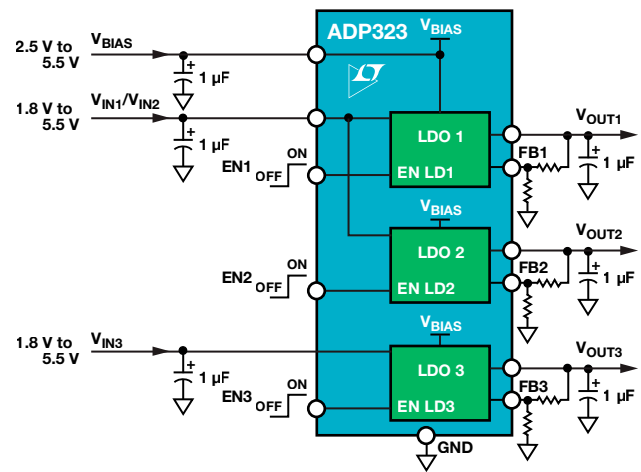 ADP323
2.5 V to
5.5 V
VBIAS
+
1 µF
VBIAS
1.8 V to
5.5 V
VIN1/VIN2
+
1 µF
LDO 1
EN LD1
EN1
OFF
ON
VOUT1
FB1
+
1 µF
VBIAS
LDO 2
EN LD2
EN2
OFF
ON
VOUT2
FB2
+
1 µF
1.8 V to
5.5 V
VIN3
+
1 µF
VBIAS
LDO 3
EN LD3
EN3
OFF
ON
VOUT3
FB3
+
1 µF
GND